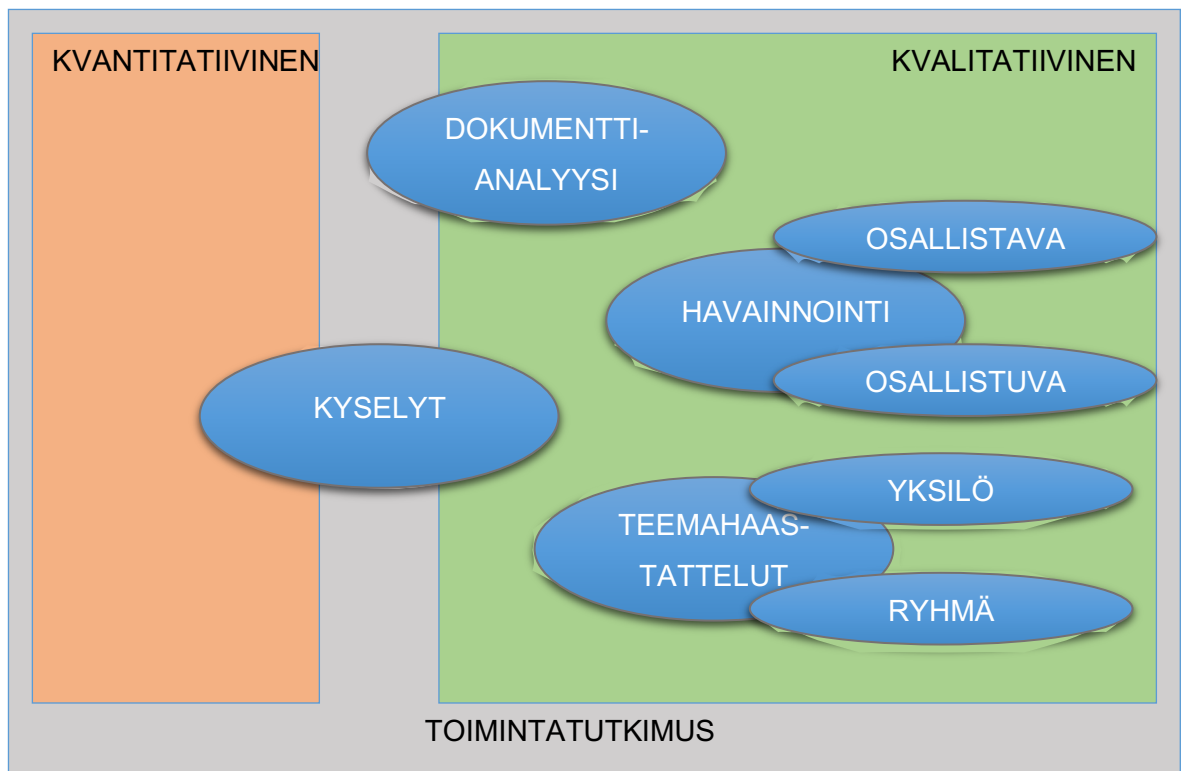 KVANTITATIIVINEN
KVALITATIIVINEN
DOKUMENTTI-
ANALYYSI
OSALLISTAVA
HAVAINNOINTI
OSALLISTUVA
KYSELYT
YKSILÖ
TEEMAHAAS-
TATTELUT
RYHMÄ
TOIMINTATUTKIMUS